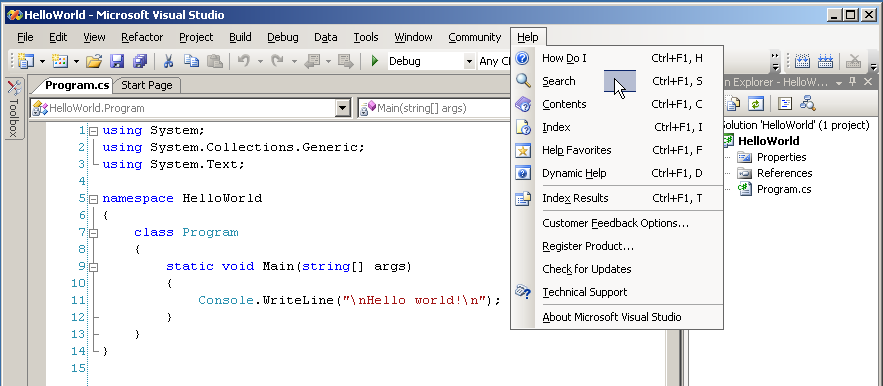 HelloWorld - Microsoft Visual Studio
File Edit View Refactor Project Build Debug Data Tools Window Community Help
Debug Any C
Program.cs Start Page
Toolbox
HelloWorld.Program Main(string[] args)
1 using System;
2 using System.Collections.Generic;
3 using System.Text;
4
5 namespace HelloWorld
6 {
7 class Program
8 {
9 static void Main(string[] args)
10 {
11 Console.WriteLine("\nHello world!\n");
12 }
13 }
14 }
15
How Do I Ctrl+F1, H
Search Ctrl+F1, S
Contents Ctrl+F1, C
Index Ctrl+F1, I
Help Favorites Ctrl+F1, F
Dynamic Help Ctrl+F1, D
Index Results Ctrl+F1, T
Customer Feedback Options...
Register Product...
Check for Updates
Technical Support
About Microsoft Visual Studio
n Explorer - HelloW...
Solution 'HelloWorld' (1 project)
HelloWorld
Properties
References
Program.cs